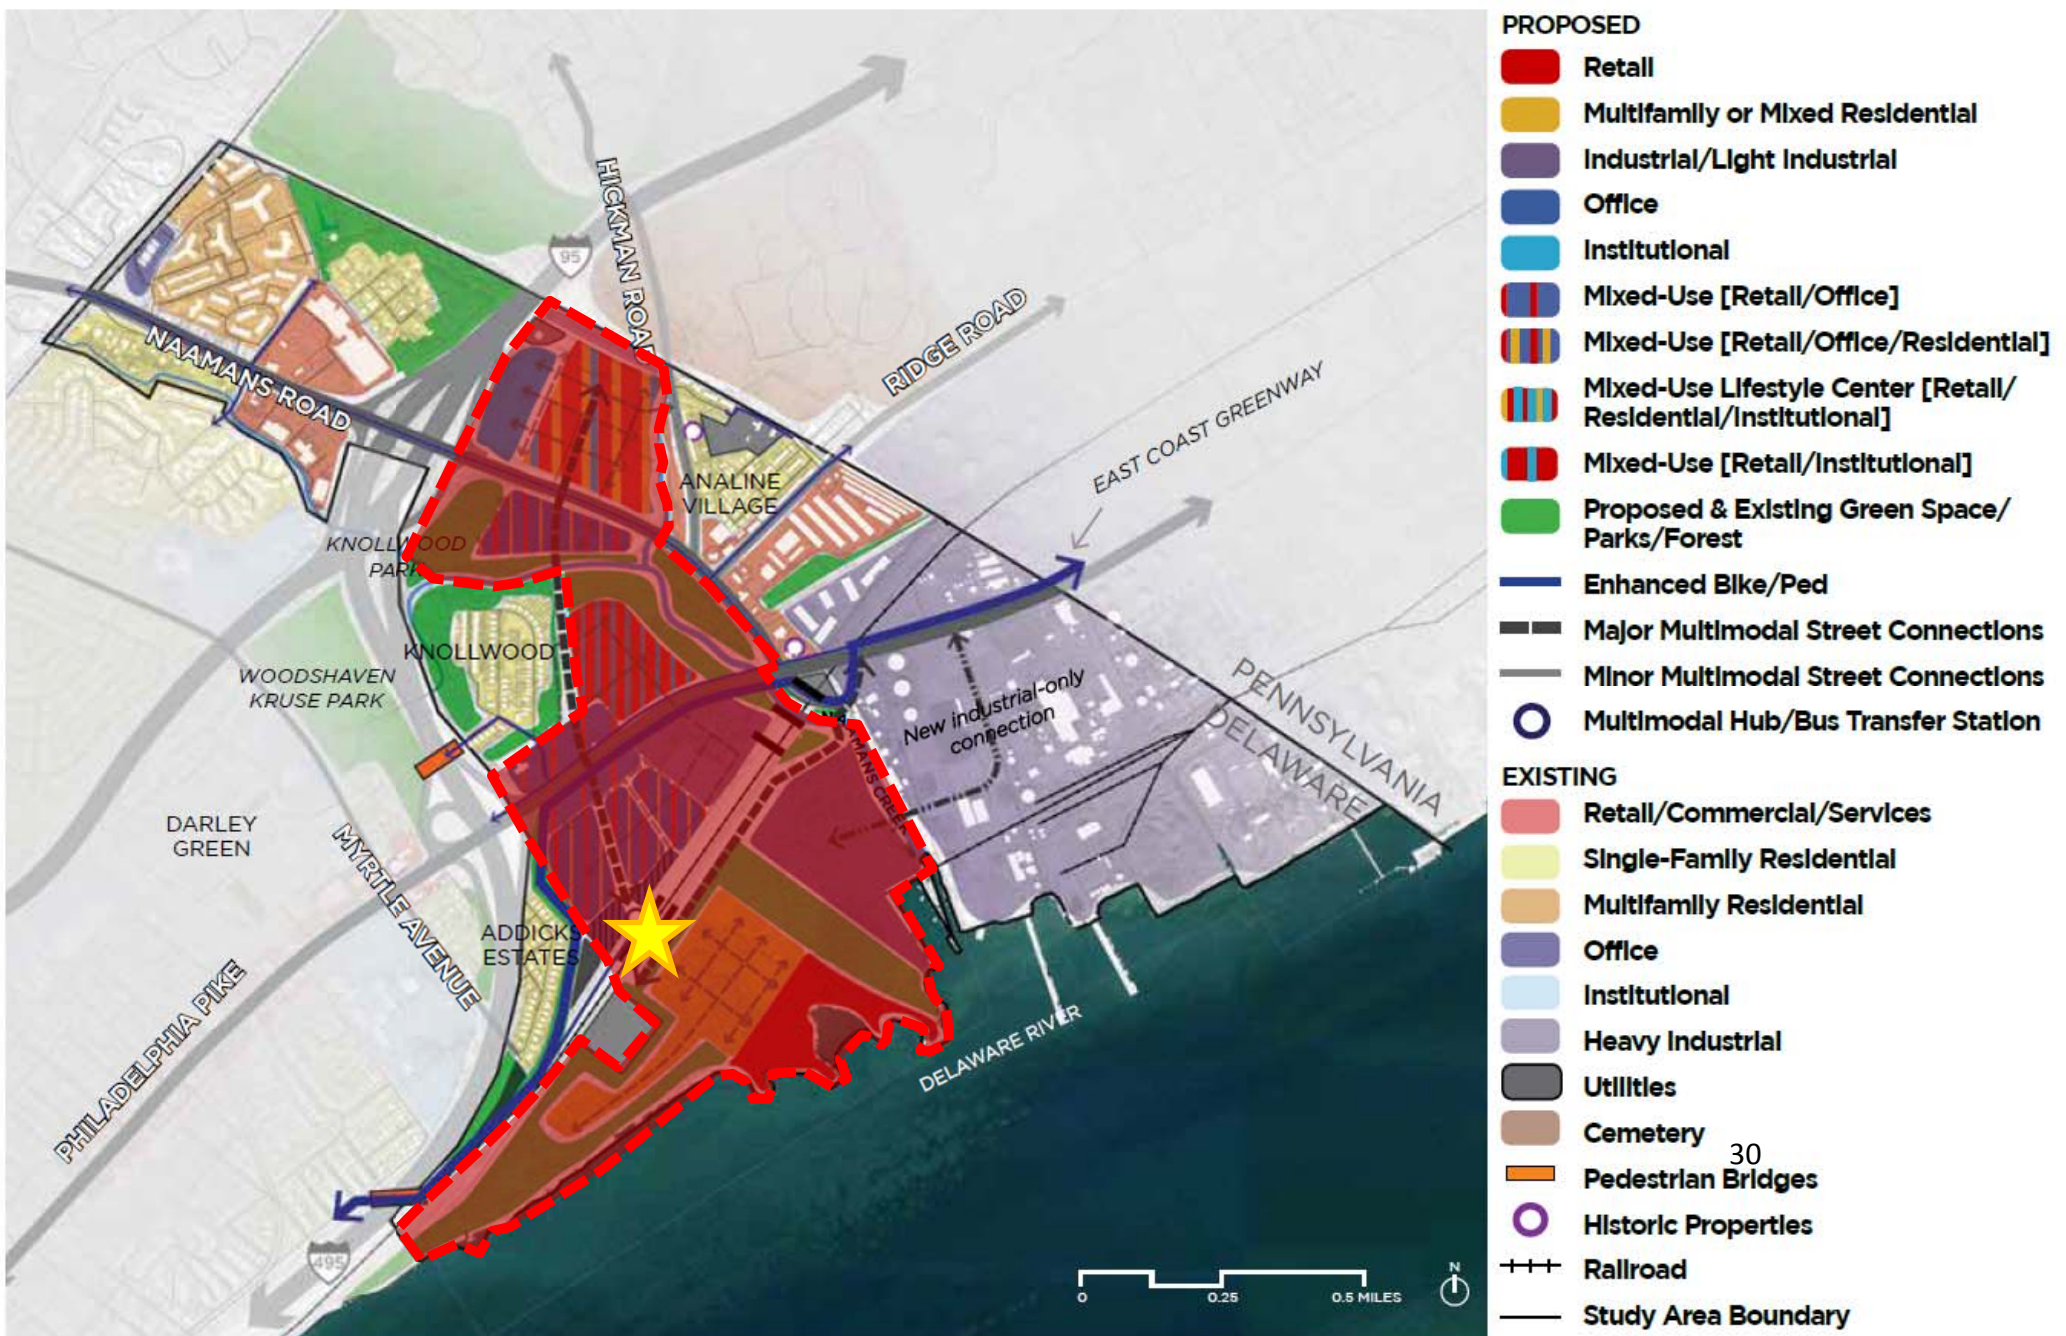 HICKMAN ROAD
95
NAAMANS ROAD
RIDGE ROAD
EAST COAST GREENWAY
ANALINE
VILLAGE
KNOLLWOOD
PARK
KNOLLWOOD
WOODSHAVEN
KRUSE PARK
New industrial-only
connection
PENNSYLVANIA
DELAWARE
NAAMANS CREEK
DARLEY
GREEN
MYRTLE AVENUE
ADDICKS
ESTATES
PHILADELPHIA PIKE
DELAWARE RIVER
495
0 0.25 0.5 MILES
N
PROPOSED
Retail
Multifamily or Mixed Residential
Industrial/Light Industrial
Office
Institutional
Mixed-Use [Retail/Office]
Mixed-Use [Retail/Office/Residential]
Mixed-Use Lifestyle Center [Retail/
Residential/Institutional]
Mixed-Use [Retail/Institutional]
Proposed & Existing Green Space/
Parks/Forest
Enhanced Bike/Ped
Major Multimodal Street Connections
Minor Multimodal Street Connections
Multimodal Hub/Bus Transfer Station
EXISTING
Retail/Commercial/Services
Single-Family Residential
Multifamily Residential
Office
Institutional
Heavy Industrial
Utilities
Cemetery
30
Pedestrian Bridges
Historic Properties
Railroad
Study Area Boundary